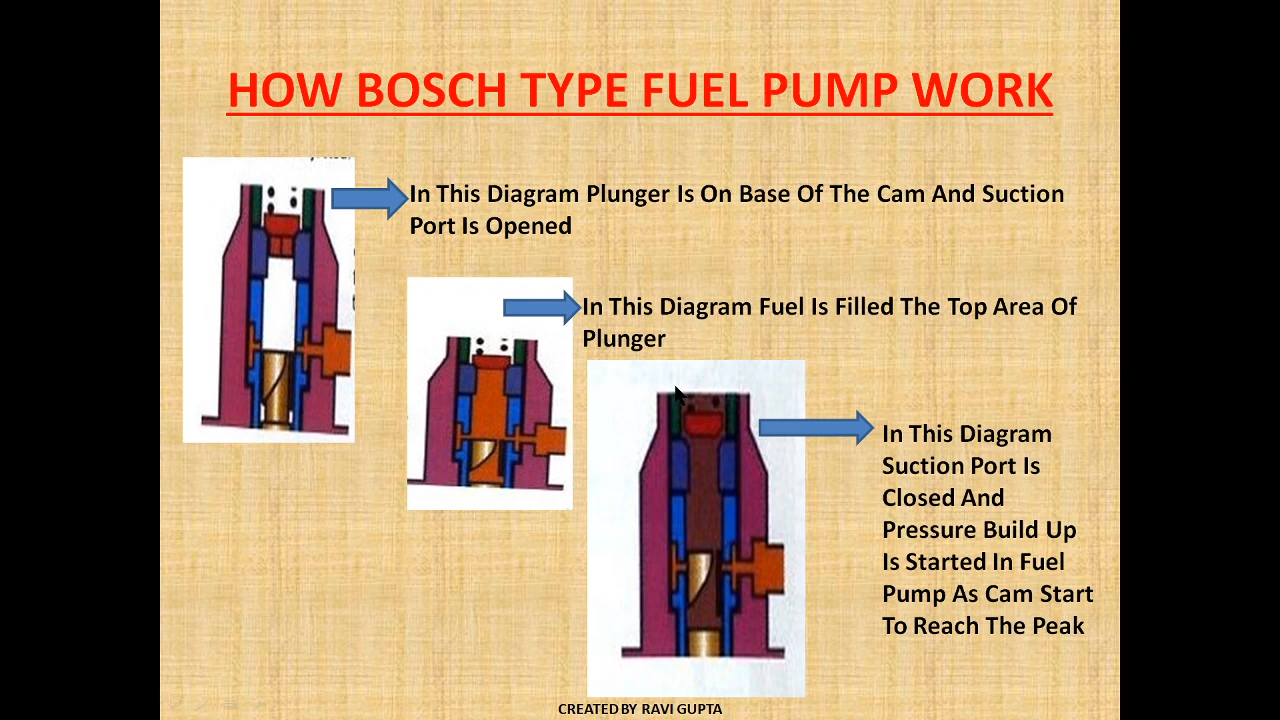 HOW BOSCH TYPE FUEL PUMP WORK
In This Diagram Plunger Is On Base Of The Cam And Suction
Port Is Opened
In This Diagram Fuel Is Filled The Top Area Of
Plunger
In This Diagram
Suction Port Is
Closed And
Pressure Build Up
Is Started In Fuel
Pump As Cam Start
To Reach The Peak
CREATED BY RAVI GUPTA